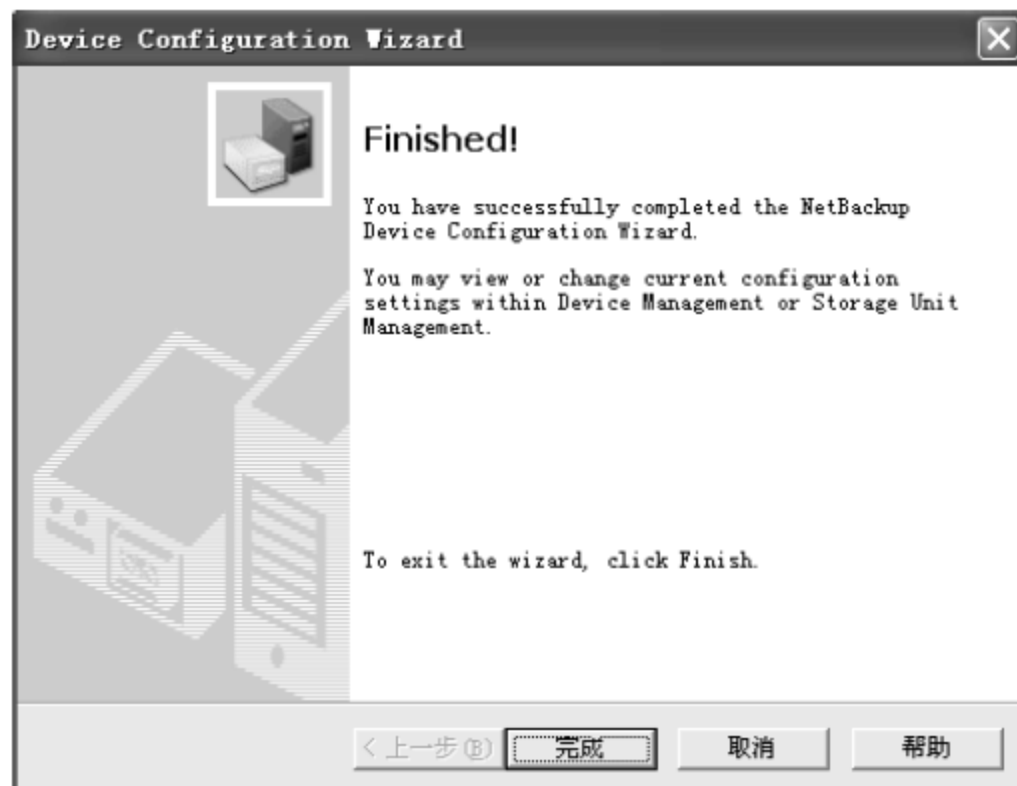 Device Configuration Wizard
Finished!
You have successfully completed the NetBackup
Device Configuration Wizard.
You may view or change current configuration
settings within Device Management or Storage Unit
Management.
To exit the wizard, click Finish.
< 上一步(B)
完成
取消
帮助